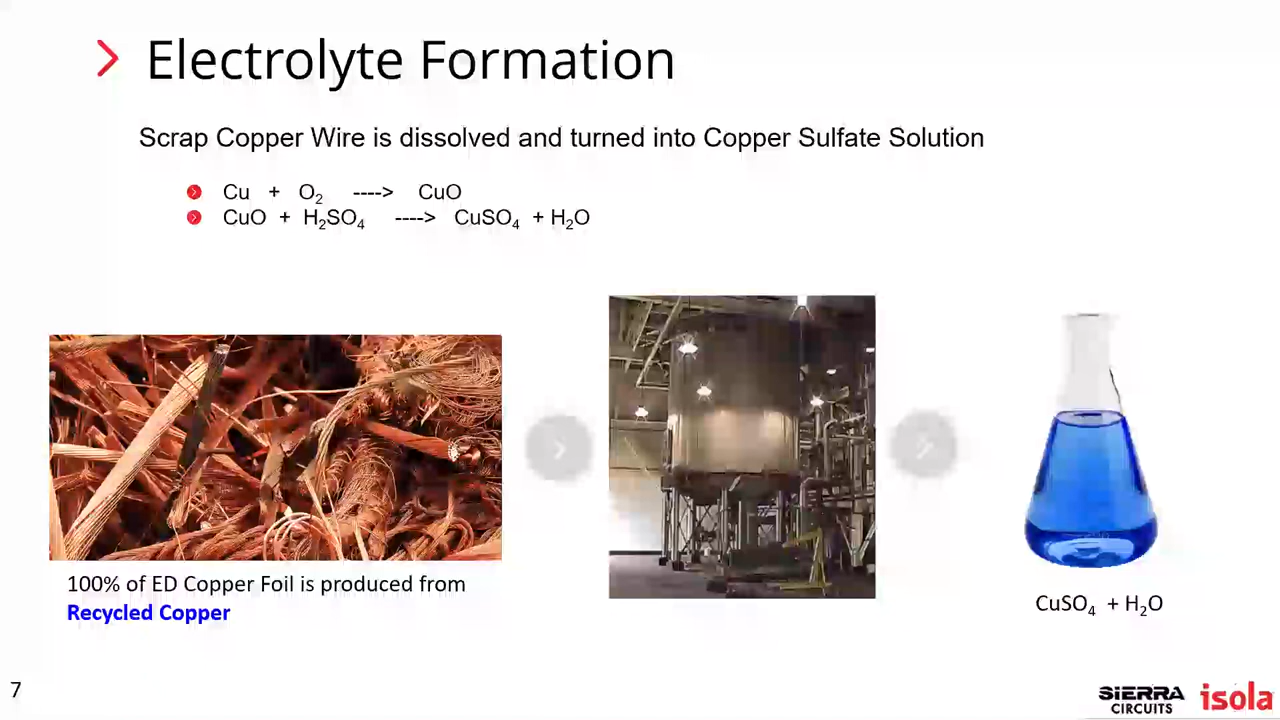 Electrolyte Formation
Scrap Copper Wire is dissolved and turned into Copper Sulfate Solution
Cu + O₂ ----> CuO
CuO + H₂SO₄ ----> CuSO₄ + H₂O
100% of ED Copper Foil is produced from
Recycled Copper
CuSO₄ + H₂O
7
SIERRA
CIRCUITS
isola